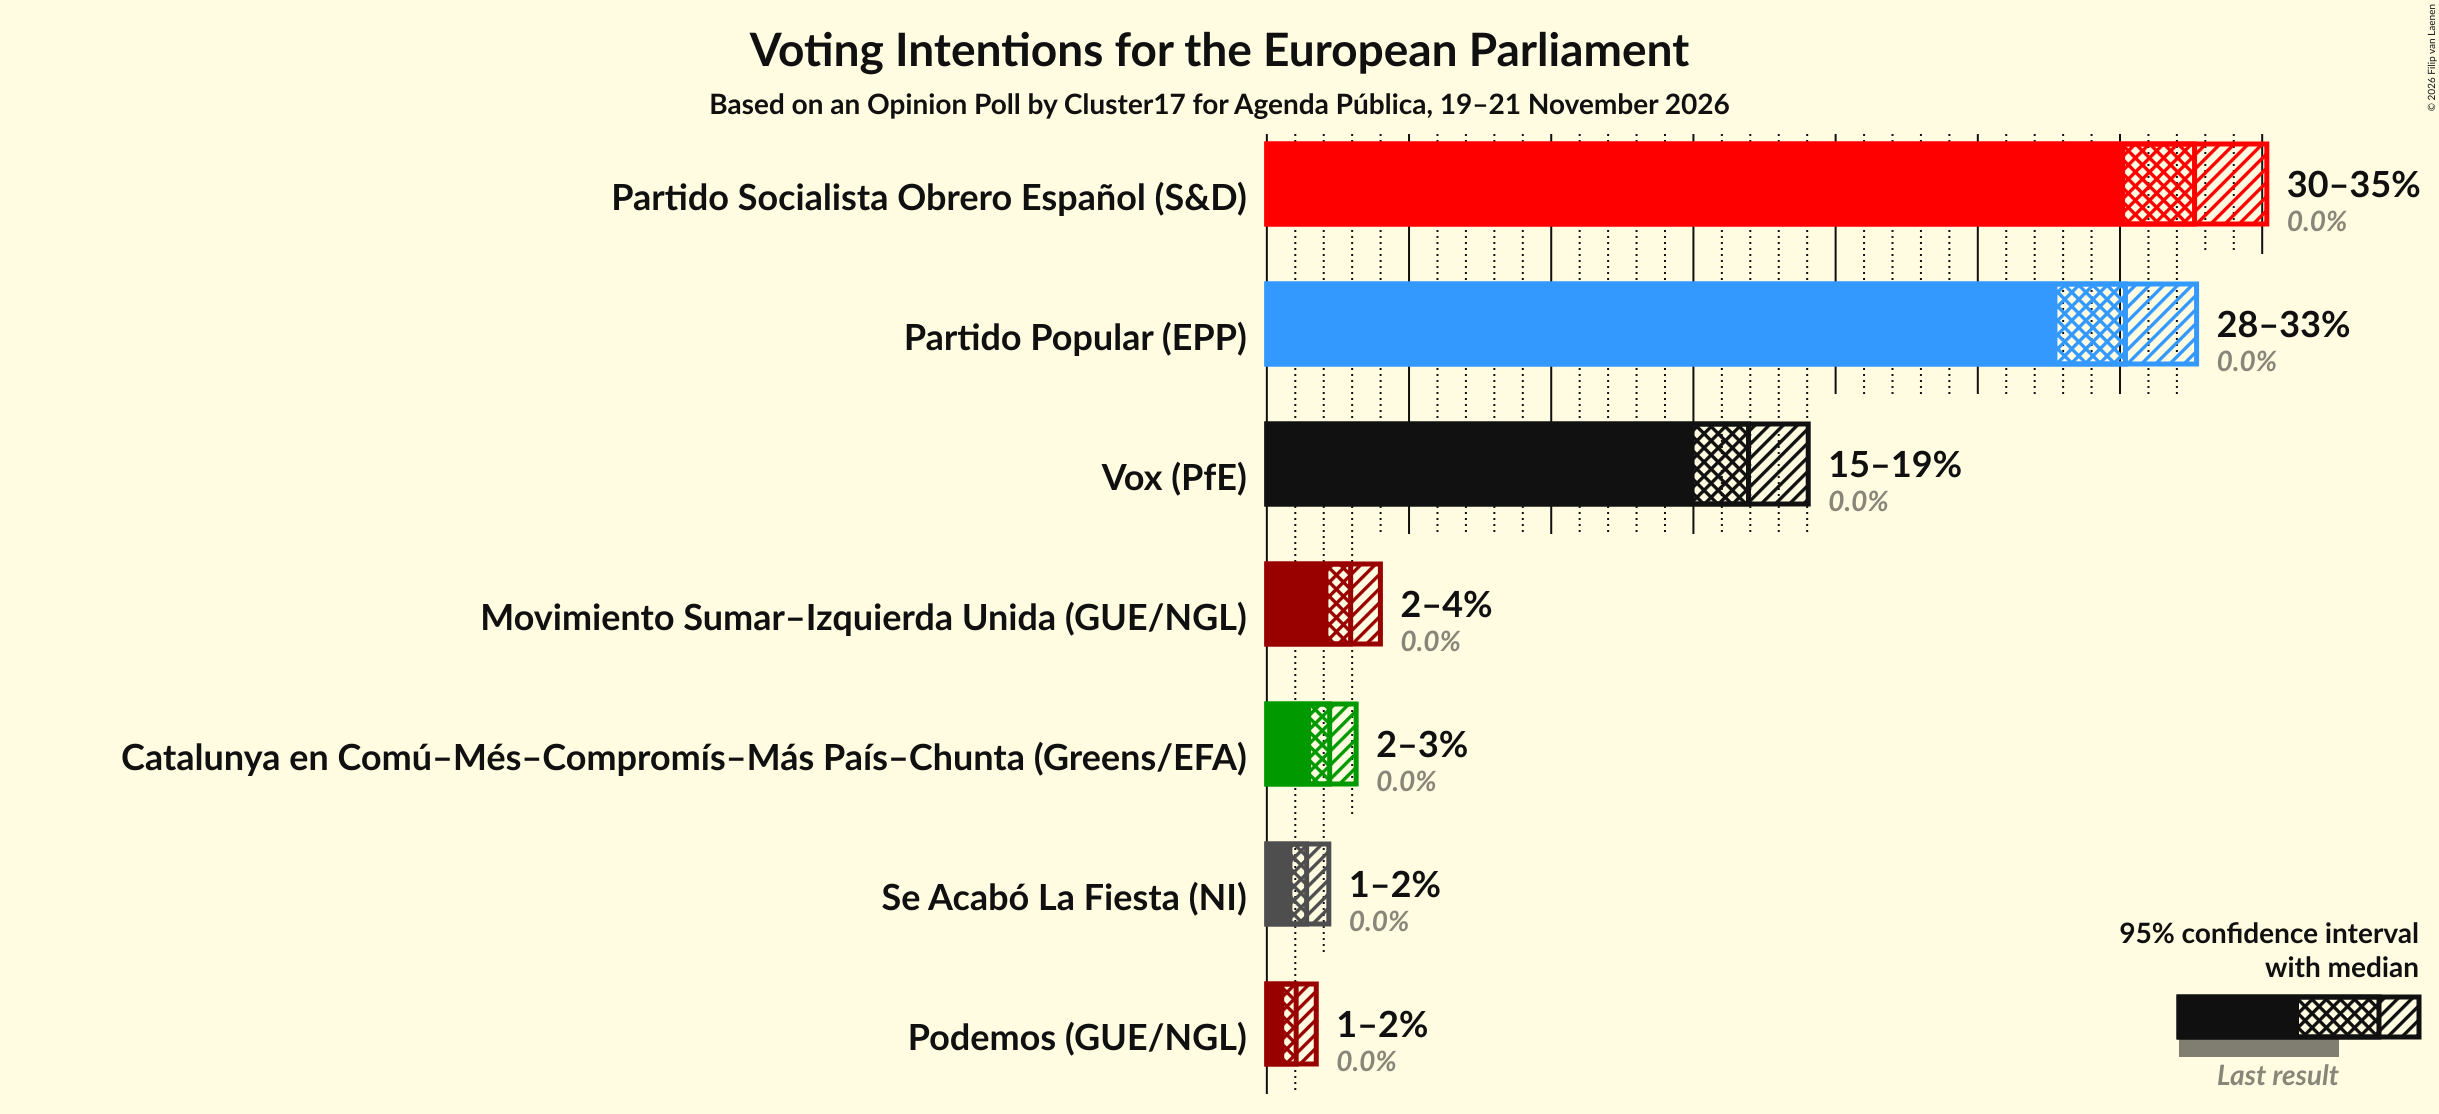 Voting Intentions for the European Parliament
Based on an Opinion Poll by Cluster17 for Agenda Pública, 19–21 November 2026
© 2026 Filip van Laenen
Partido Socialista Obrero Español (S&D)
30–35%
0.0%
Partido Popular (EPP)
28–33%
0.0%
Vox (PfE)
15–19%
0.0%
Movimiento Sumar–Izquierda Unida (GUE/NGL)
2–4%
0.0%
Catalunya en Comú–Més–Compromís–Más País–Chunta (Greens/EFA)
2–3%
0.0%
Se Acabó La Fiesta (NI)
1–2%
0.0%
Podemos (GUE/NGL)
1–2%
0.0%
95% confidence interval
with median
Last result